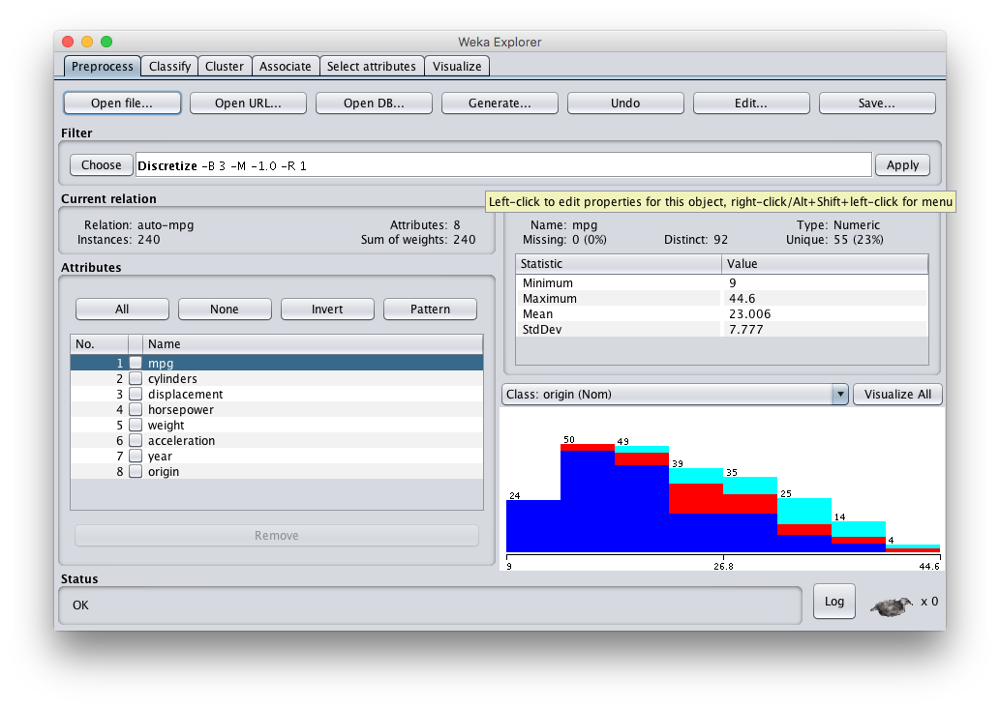 Weka Explorer
Preprocess Classify Cluster Associate Select attributes Visualize
Open file... Open URL... Open DB... Generate... Undo Edit... Save...
Filter
Choose Discretize -B 3 -M -1.0 -R 1 Apply
Left-click to edit properties for this object, right-click/Alt+Shift+left-click for menu
Current relation
Relation: auto-mpg Attributes: 8
Instances: 240 Sum of weights: 240
Name: mpg Type: Numeric
Missing: 0 (0%) Distinct: 92 Unique: 55 (23%)
Statistic Value
Minimum 9
Maximum 44.6
Mean 23.006
StdDev 7.777
Attributes
All None Invert Pattern
No. Name
1 mpg
2 cylinders
3 displacement
4 horsepower
5 weight
6 acceleration
7 year
8 origin
Remove
Class: origin (Nom) Visualize All
24 50 49 39 35 25 14 4
9 26.8 44.6
Status
OK
Log x 0